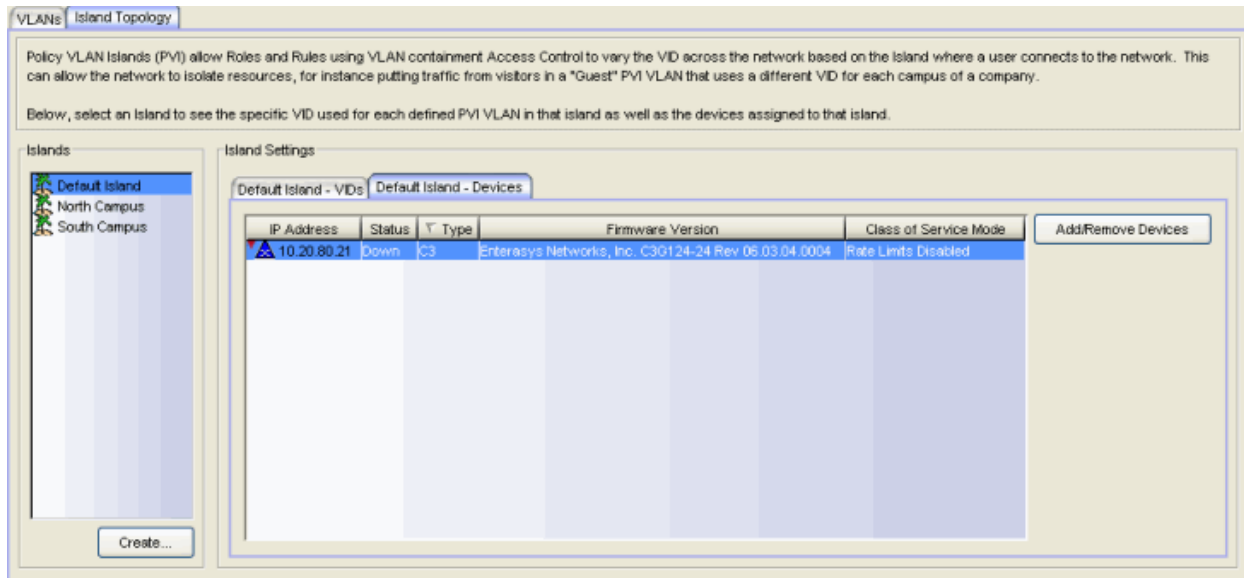 VLANs Island Topology
Policy VLAN Islands (PVI) allow Roles and Rules using VLAN containment Access Control to vary the VID across the network based on the Island where a user connects to the network. This
can allow the network to isolate resources, for instance putting traffic from visitors in a "Guest" PVI VLAN that uses a different VID for each campus of a company.
Below, select an Island to see the specific VID used for each defined PVI VLAN in that island as well as the devices assigned to that island.
Islands
Default Island
North Campus
South Campus
Create...
Island Settings
Default Island - VIDs Default Island - Devices
IP Address Status Type Firmware Version Class of Service Mode
10.20.80.21 Down C3 Enterasys Networks, Inc. C3G124-24 Rev 06.03.04.0004 Rate Limits Disabled
Add/Remove Devices